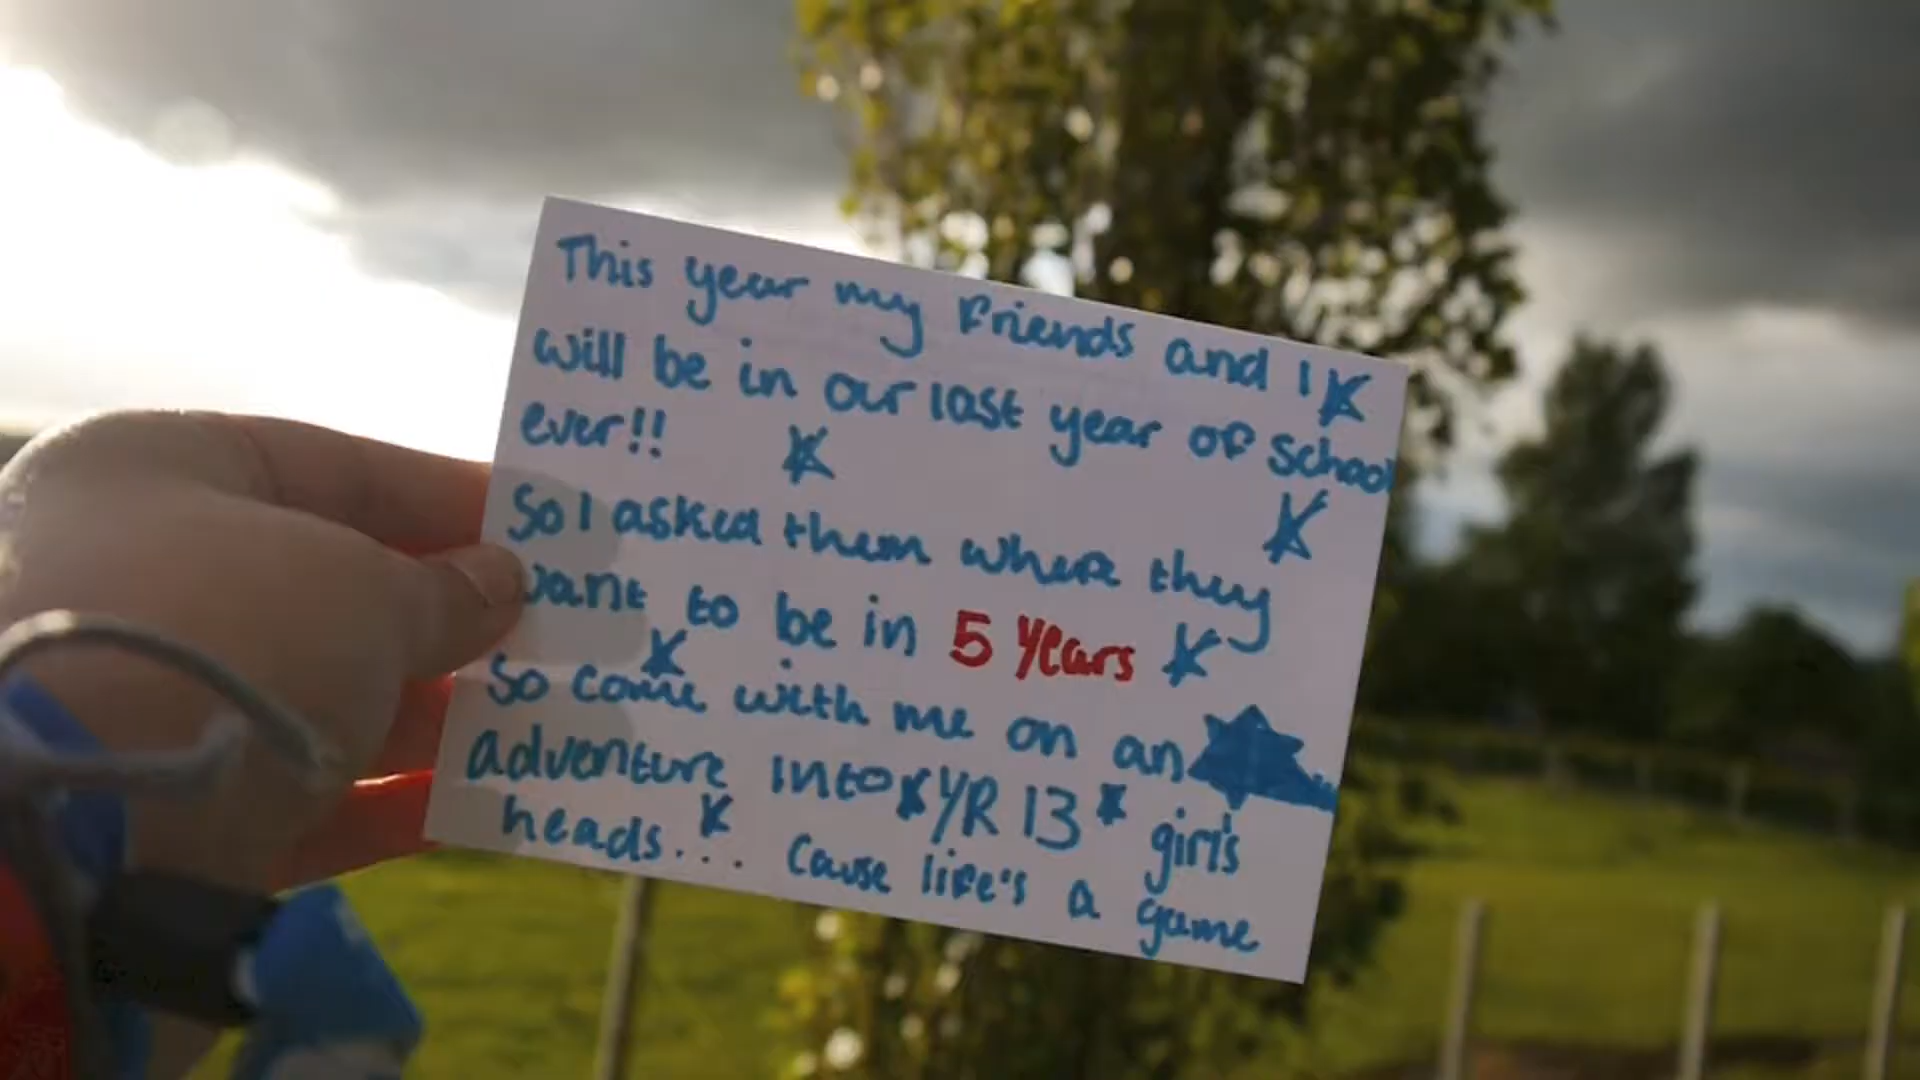 This year my friends and I
will be in our last year of school
ever!!
So I asked them where they
want to be in 5 years
So come with me on an
adventure into YR 13 girl's
heads... Cause life's a game